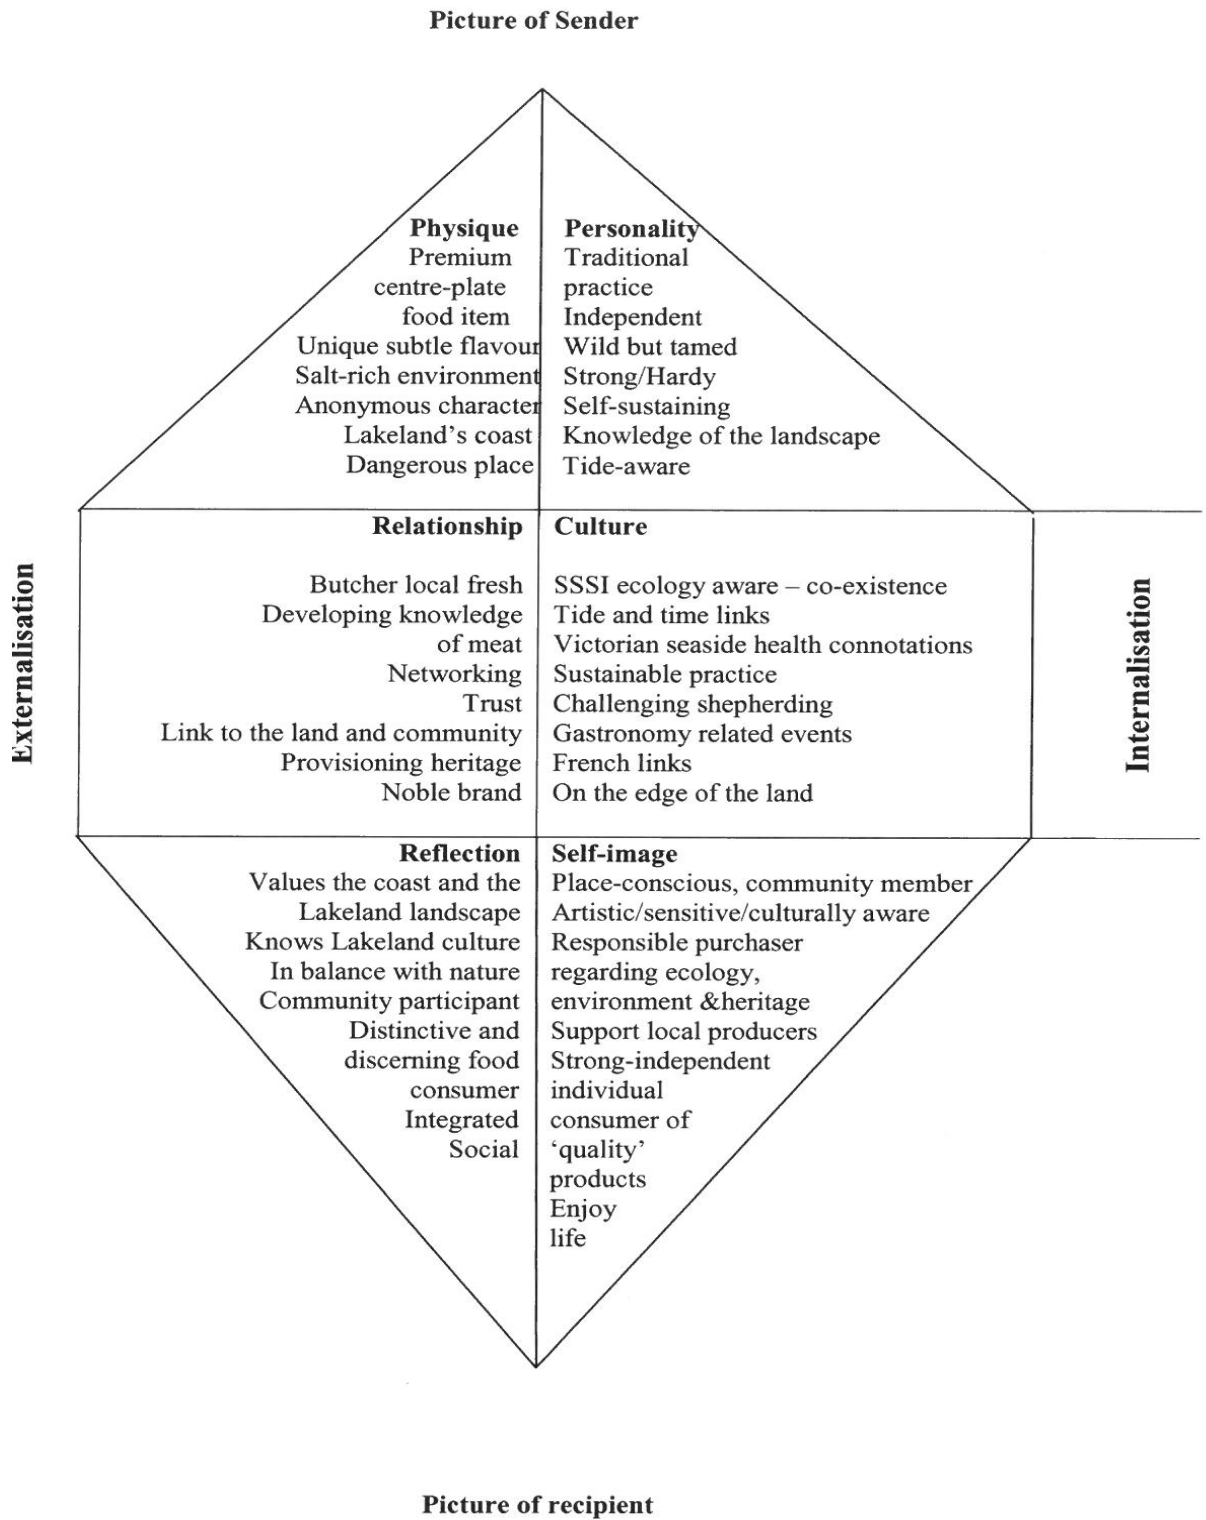 Picture of Sender
Physique
Premium
centre-plate
food item
Unique subtle flavour
Salt-rich environment
Anonymous character
Lakeland's coast
Dangerous place
Personality
Traditional
practice
Independent
Wild but tamed
Strong/Hardy
Self-sustaining
Knowledge of the landscape
Tide-aware
Externalisation
Relationship
Butcher local fresh
Developing knowledge
of meat
Networking
Trust
Link to the land and community
Provisioning heritage
Noble brand
Culture
SSSI ecology aware – co-existence
Tide and time links
Victorian seaside health connotations
Sustainable practice
Challenging shepherding
Gastronomy related events
French links
On the edge of the land
Internalisation
Reflection
Values the coast and the
Lakeland landscape
Knows Lakeland culture
In balance with nature
Community participant
Distinctive and
discerning food
consumer
Integrated
Social
Self-image
Place-conscious, community member
Artistic/sensitive/culturally aware
Responsible purchaser
regarding ecology,
environment &heritage
Support local producers
Strong-independent
individual
consumer of
‘quality’
products
Enjoy
life
Picture of recipient